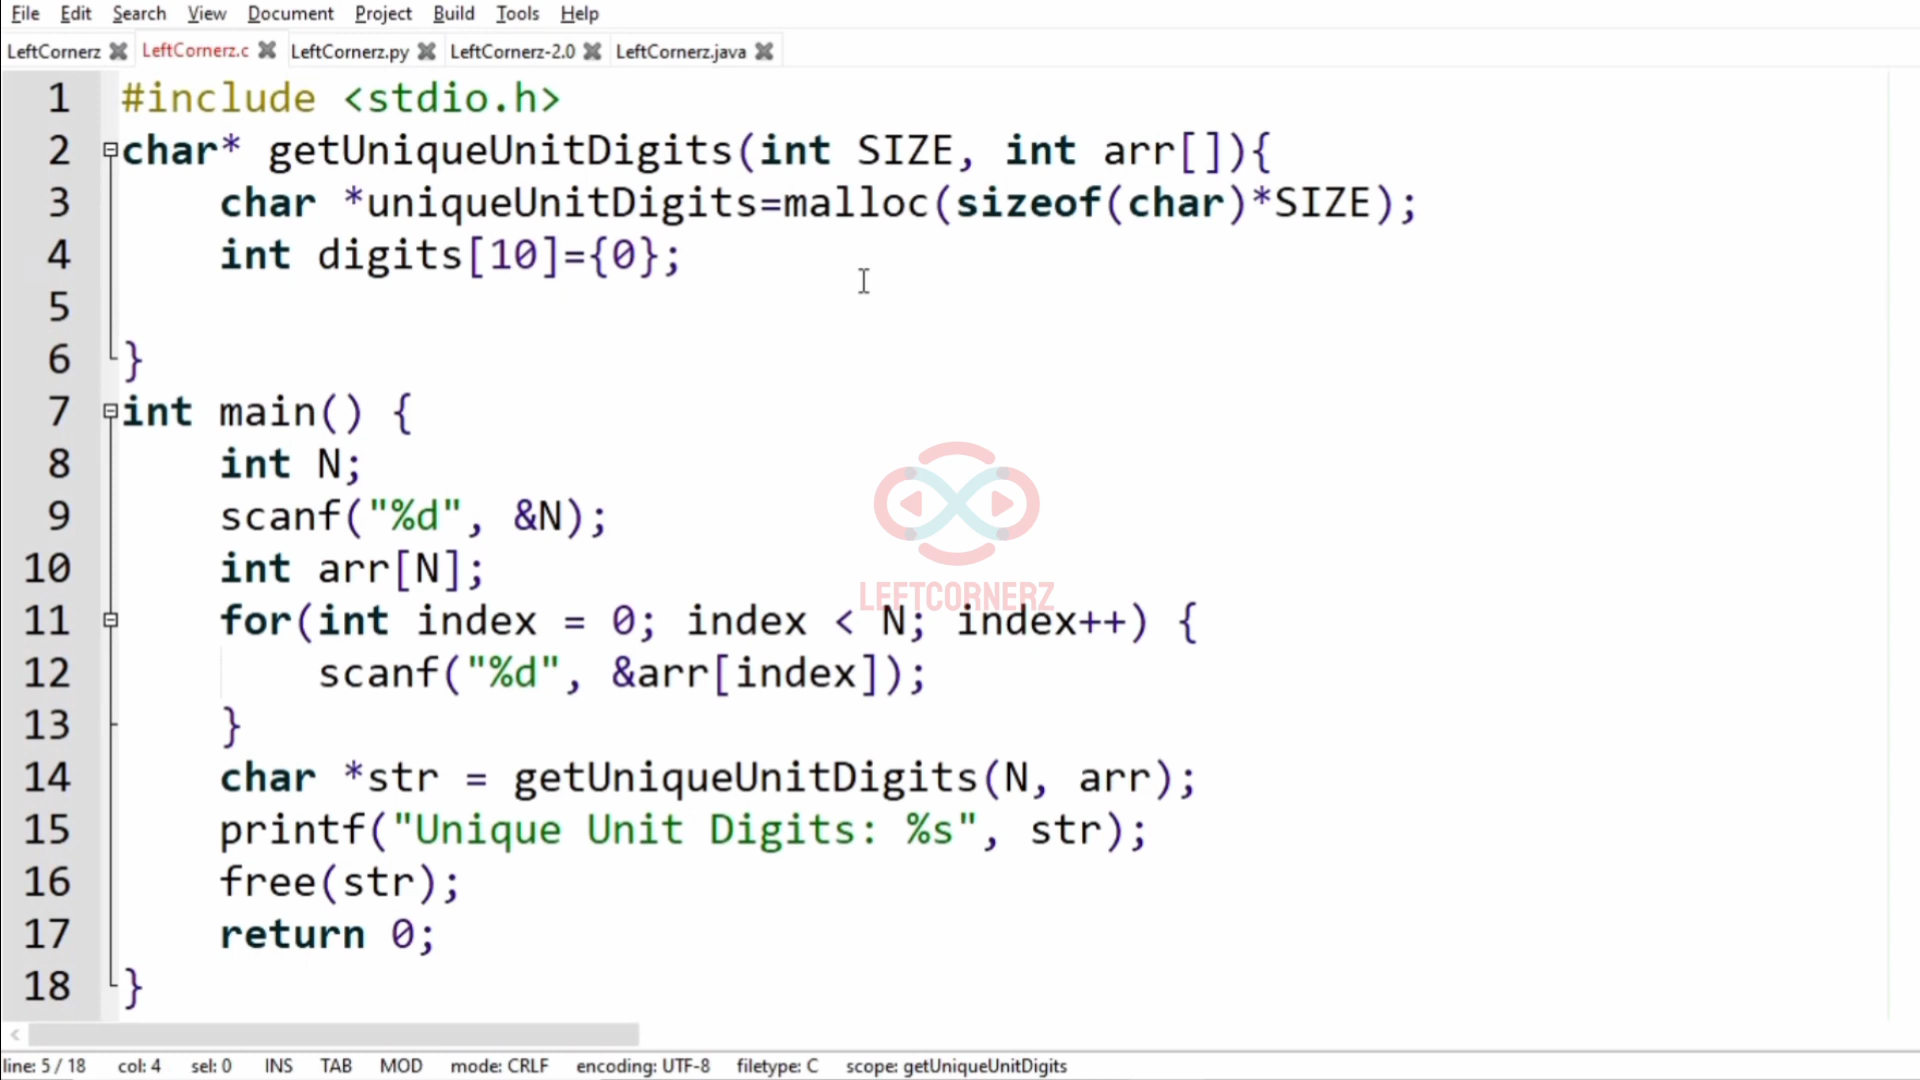 File Edit Search View Document Project Build Tools Help
LeftCornerz LeftCornerz.c LeftCornerz.py LeftCornerz-2.0 LeftCornerz.java
1 #include <stdio.h>
2 char* getUniqueUnitDigits(int SIZE, int arr[]){
3 char *uniqueUnitDigits=malloc(sizeof(char)*SIZE);
4 int digits[10]={0};
5
6 }
7 int main() {
8 int N;
9 scanf("%d", &N);
10 int arr[N];
11 for(int index = 0; index < N; index++) {
12 scanf("%d", &arr[index]);
13 }
14 char *str = getUniqueUnitDigits(N, arr);
15 printf("Unique Unit Digits: %s", str);
16 free(str);
17 return 0;
18 }
LEFTCORNERZ
line: 5 / 18 col: 4 sel: 0 INS TAB MOD mode: CRLF encoding: UTF-8 filetype: C scope: getUniqueUnitDigits